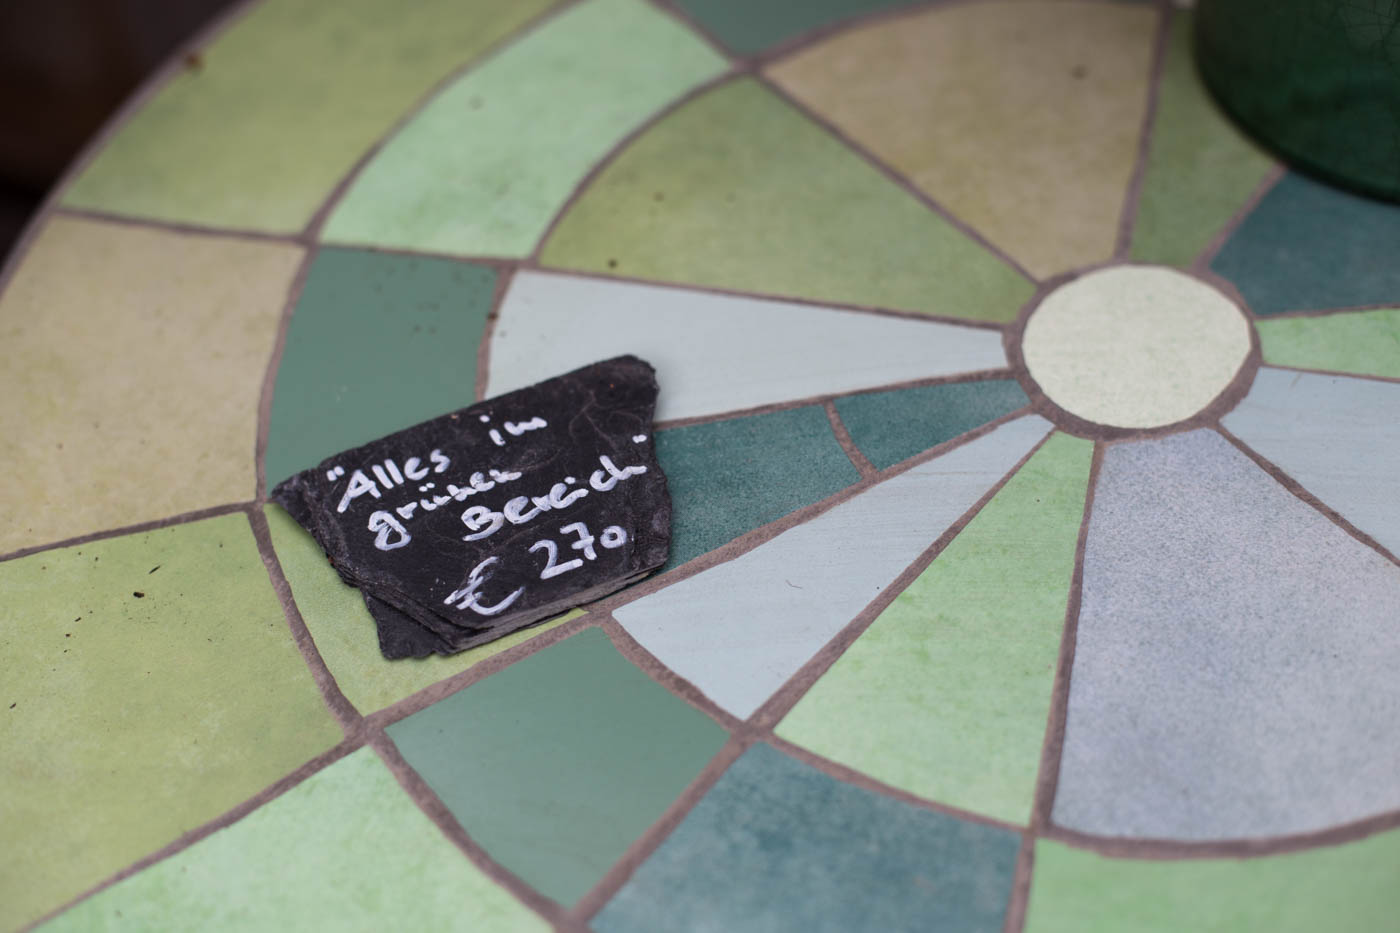 "Alles im
grünen
Bereich"
€ 270